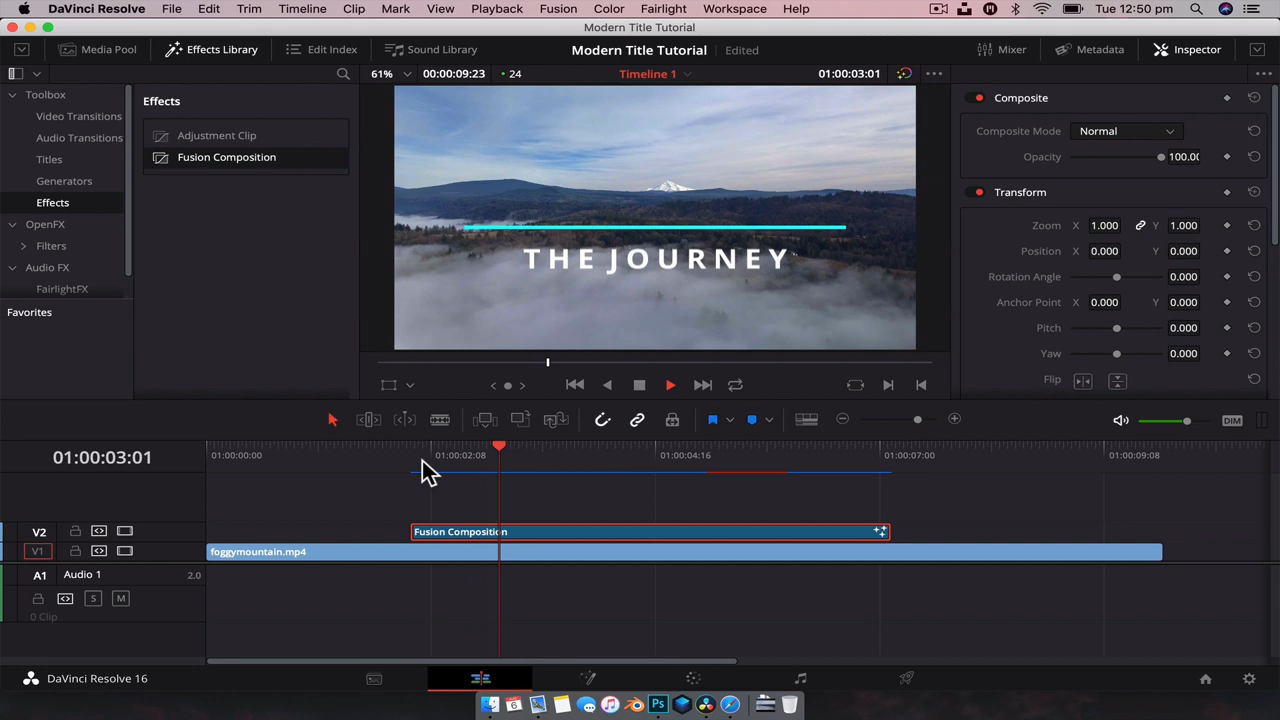 DaVinci Resolve File Edit Trim Timeline Clip Mark View Playback Fusion Color Fairlight Workspace Help Tue 12:50 pm
Modern Title Tutorial
Media Pool Effects Library Edit Index Sound Library Modern Title Tutorial Edited Mixer Metadata Inspector
61% 00:00:09:23 24 Timeline 1 01:00:03:01
Toolbox
Video Transitions
Audio Transitions
Titles
Generators
Effects
OpenFX
Filters
Audio FX
FairlightFX
Favorites
Effects
Adjustment Clip
Fusion Composition
THE JOURNEY
Composite
Composite Mode Normal
Opacity 100.00
Transform
Zoom X 1.000 Y 1.000
Position X 0.000 Y 0.000
Rotation Angle 0.000
Anchor Point X 0.000 Y 0.000
Pitch 0.000
Yaw 0.000
Flip
DIM
01:00:03:01 01:00:00:00 01:00:02:08 01:00:04:16 01:00:07:00 01:00:09:08
V2 Fusion Composition
V1 foggymountain.mp4
A1 Audio 1 2.0
S M
0 Clip
DaVinci Resolve 16
6 Ps